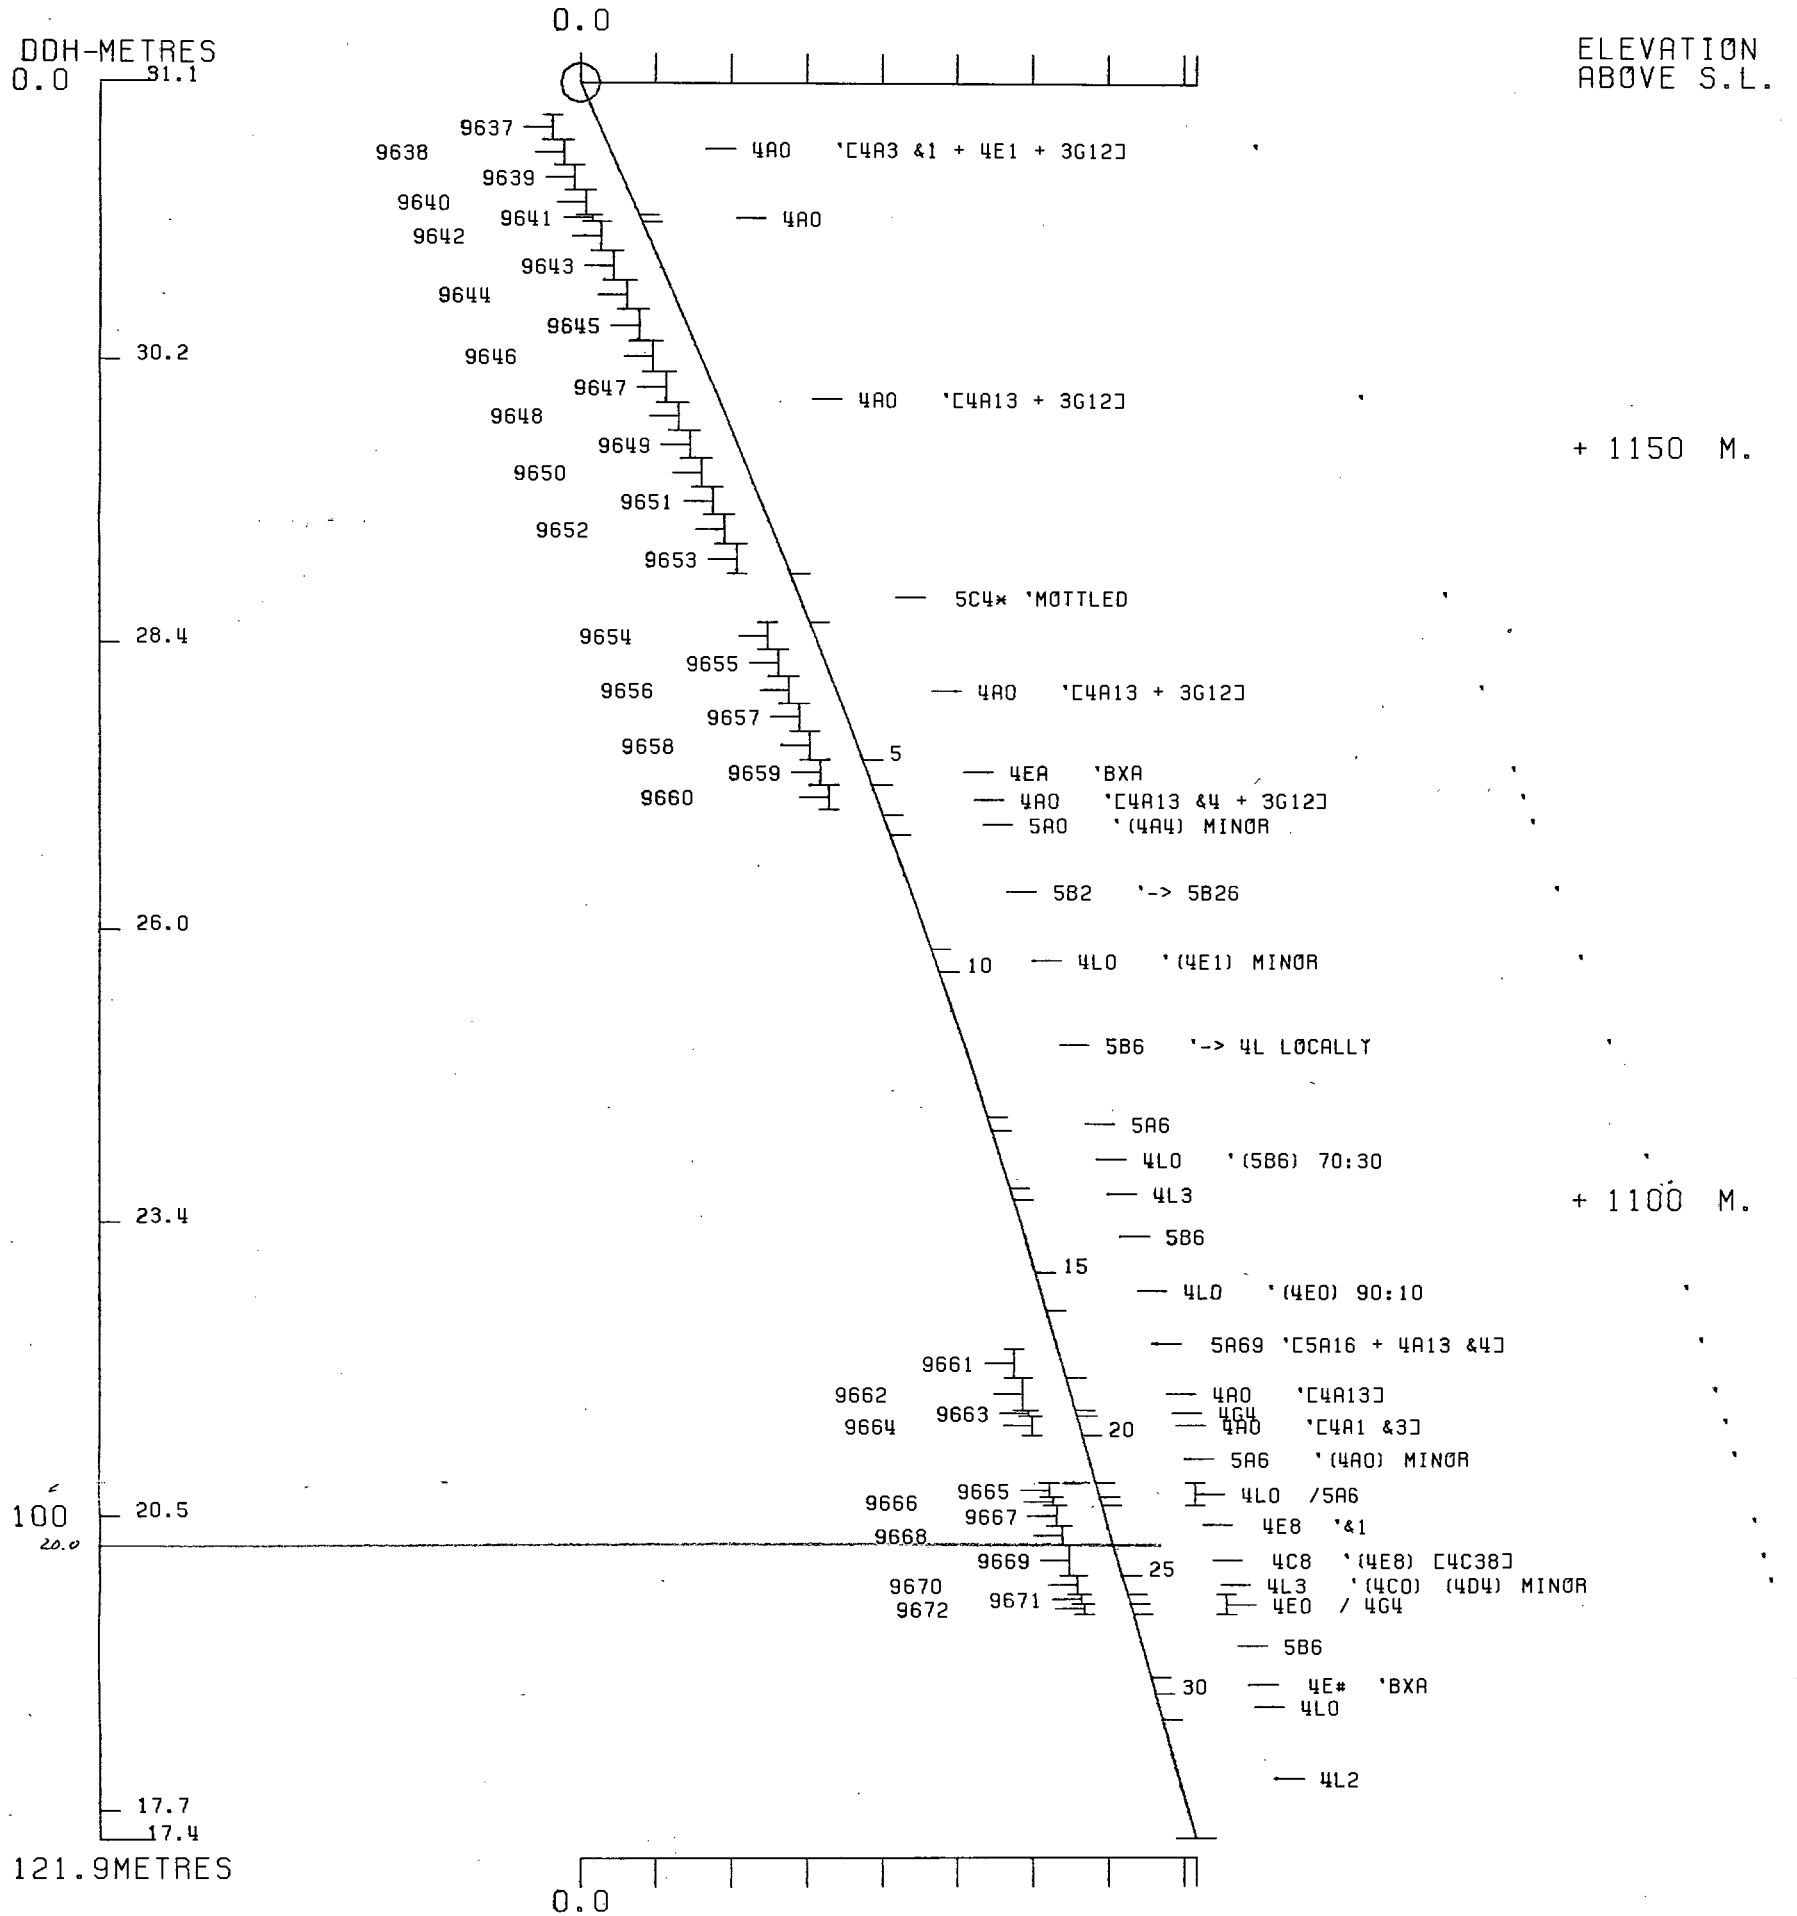 0.0
DDH-METRES
ELEVATION
0.0
31.1
ABOVE S.L.
9637
9638
4A0 '[4A3 &1 + 4E1 + 3G12]
9639
9640
9641
4A0
9642
9643
9644
9645
30.2
9646
9647
4A0 '[4A13 + 3G12]
9648
9649
+ 1150 M.
9650
9651
9652
9653
5C4* 'MOTTLED
28.4
9654
9655
9656
4A0 '[4A13 + 3G12]
9657
9658
5
9659
4EA 'BXA
9660
4A0 '[4A13 &4 + 3G12]
5A0 '(4A4) MINOR
5B2 '-> 5B26
26.0
10
4L0 '(4E1) MINOR
5B6 '-> 4L LOCALLY
5A6
4L0 '(5B6) 70:30
4L3
+ 1100 M.
23.4
5B6
15
4L0 '(4E0) 90:10
5A69 '[5A16 + 4A13 &4]
9661
9662
4A0 '[4A13]
9663
4G4
9664
4A0 '[4A1 &3]
20
5A6 '(4A0) MINOR
9665
4L0 /5A6
9666
100
20.5
9667
4E8 '&1
9668
20.0
9669
4C8 '(4E8) [4C38]
25
9670
4L3 '(4C0) (4D4) MINOR
9671
4E0 / 4G4
9672
5B6
30
4E# 'BXA
4L0
4L2
17.7
17.4
121.9METRES
0.0